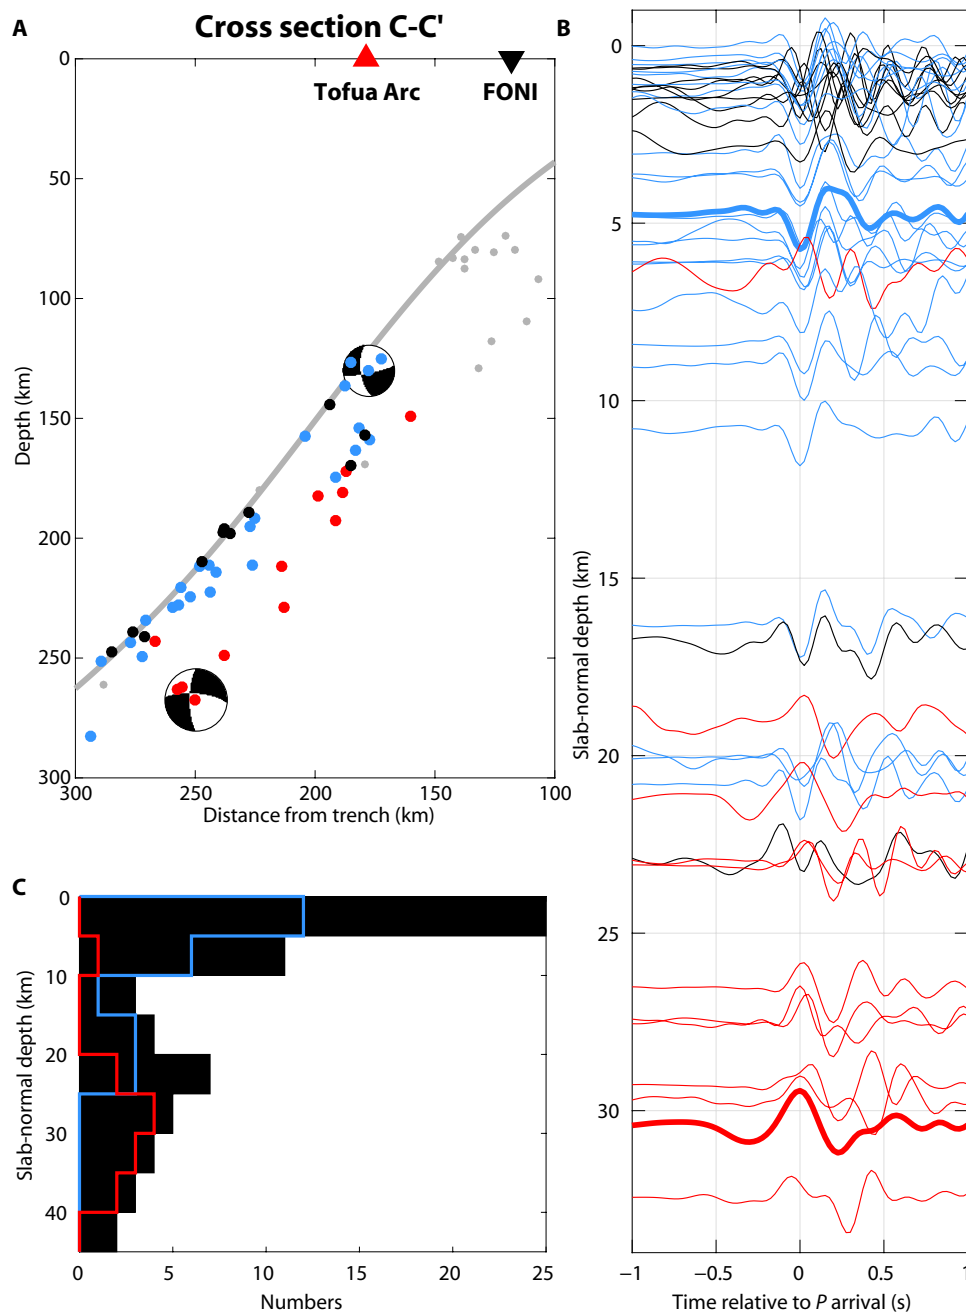 A
Cross section C-C'
Tofua Arc
FONI
0
50
100
150
200
250
300
Depth (km)
300
250
200
150
100
Distance from trench (km)
B
0
5
10
15
20
25
30
Slab-normal depth (km)
−1
−0.5
0
0.5
1
Time relative to P arrival (s)
C
0
10
20
30
40
Slab-normal depth (km)
0
5
10
15
20
25
Numbers